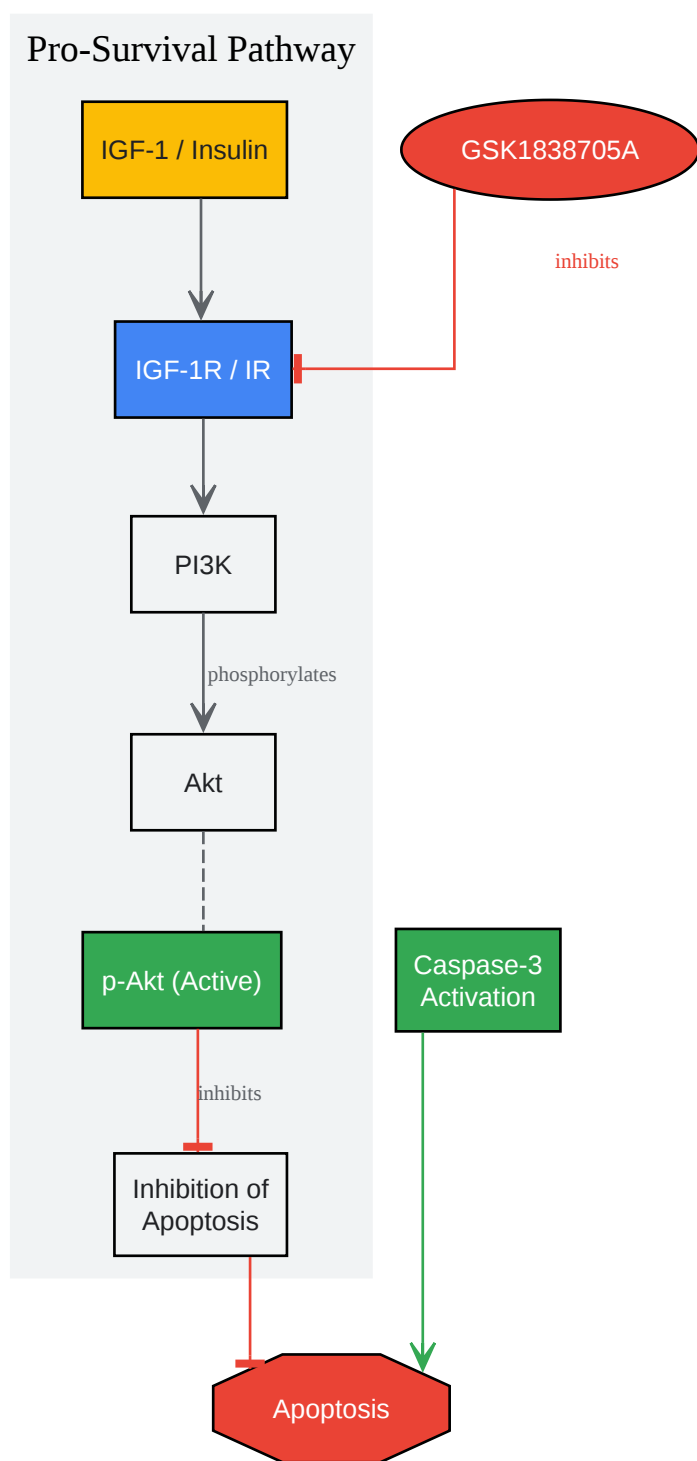 Pro-Survival Pathway
IGF-1 / Insulin
GSK1838705A
inhibits
IGF-1R / IR
PI3K
phosphorylates
Akt
p-Akt (Active)
Caspase-3
Activation
inhibits
Inhibition of
Apoptosis
Apoptosis